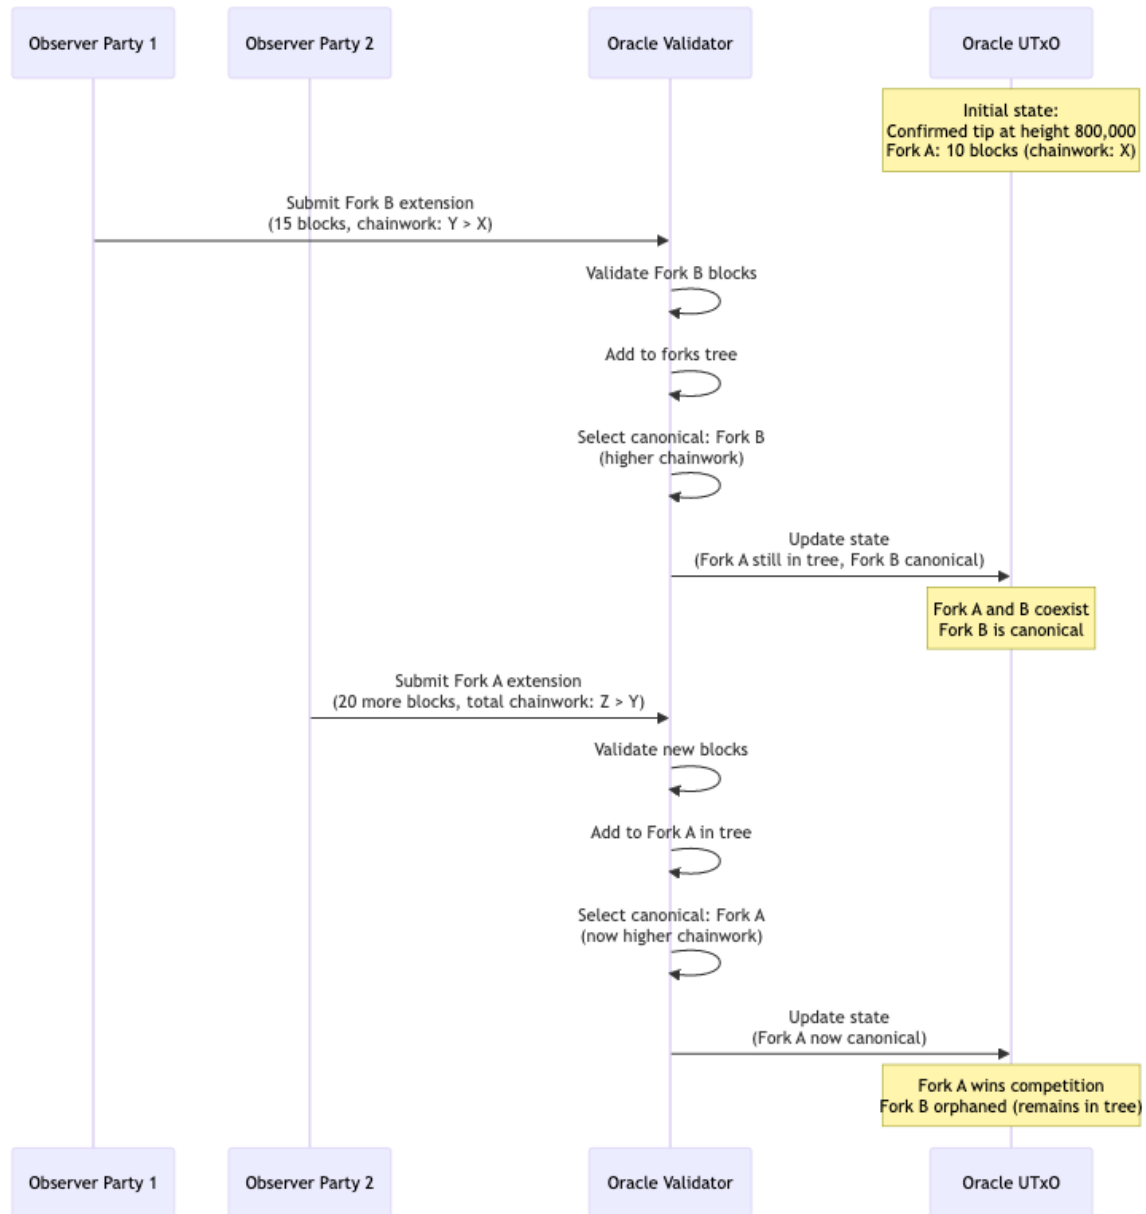 Observer Party 1
Observer Party 2
Oracle Validator
Oracle UTxO
Initial state:
Confirmed tip at height 800,000
Fork A: 10 blocks (chainwork: X)
Submit Fork B extension
(15 blocks, chainwork: Y > X)
Validate Fork B blocks
Add to forks tree
Select canonical: Fork B
(higher chainwork)
Update state
(Fork A still in tree, Fork B canonical)
Fork A and B coexist
Fork B is canonical
Submit Fork A extension
(20 more blocks, total chainwork: Z > Y)
Validate new blocks
Add to Fork A in tree
Select canonical: Fork A
(now higher chainwork)
Update state
(Fork A now canonical)
Fork A wins competition
Fork B orphaned (remains in tree)
Observer Party 1
Observer Party 2
Oracle Validator
Oracle UTxO